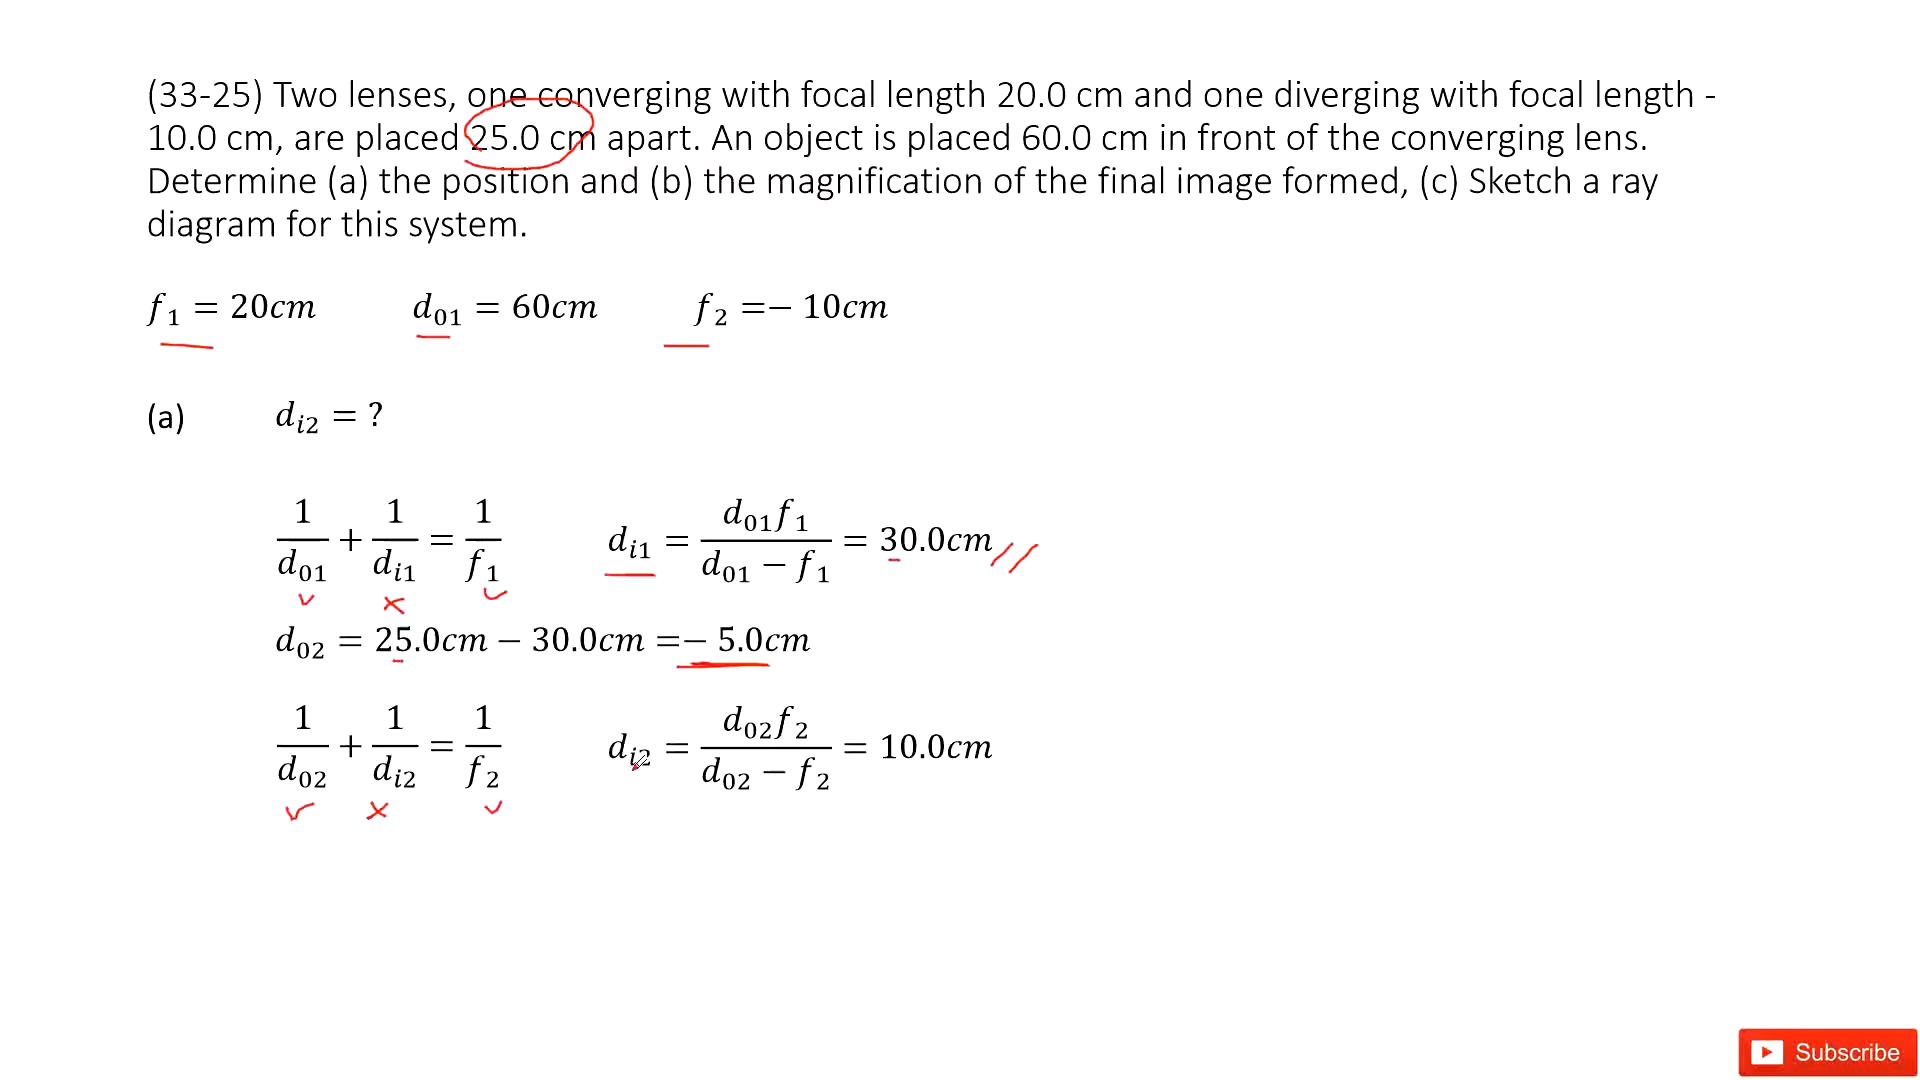 (33-25) Two lenses, one converging with focal length 20.0 cm and one diverging with focal length -
10.0 cm, are placed 25.0 cm apart. An object is placed 60.0 cm in front of the converging lens.
Determine (a) the position and (b) the magnification of the final image formed, (c) Sketch a ray
diagram for this system.
f₁ = 20cm d₀₁ = 60cm f₂ =− 10cm
(a) dᵢ₂ = ?
1/d₀₁ + 1/dᵢ₁ = 1/f₁ dᵢ₁ = d₀₁f₁/(d₀₁ − f₁) = 30.0cm
d₀₂ = 25.0cm − 30.0cm =− 5.0cm
1/d₀₂ + 1/dᵢ₂ = 1/f₂ dᵢ₂ = d₀₂f₂/(d₀₂ − f₂) = 10.0cm
Subscribe